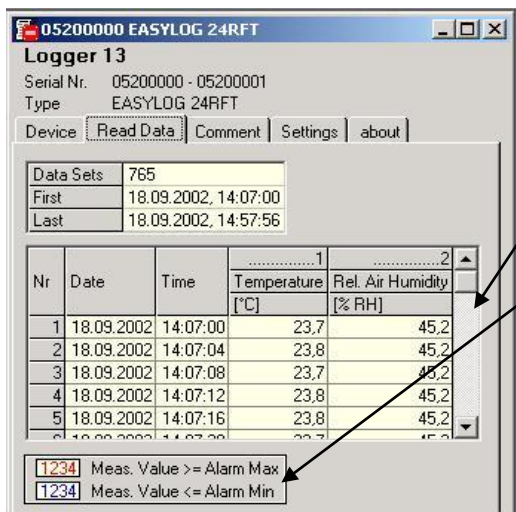 05200000 EASYLOG 24RFT
Logger 13
Serial Nr. 05200000 - 05200001
Type EASYLOG 24RFT
Device Read Data Comment Settings about
Data Sets 765
First 18.09.2002, 14:07:00
Last 18.09.2002, 14:57:56
..............1 ..............2
Nr Date Time Temperature Rel. Air Humidity
[°C] [% RH]
1 18.09.2002 14:07:00 23,7 45,2
2 18.09.2002 14:07:04 23,8 45,2
3 18.09.2002 14:07:08 23,7 45,2
4 18.09.2002 14:07:12 23,8 45,2
5 18.09.2002 14:07:16 23,8 45,2
1234 Meas. Value >= Alarm Max
1234 Meas. Value <= Alarm Min